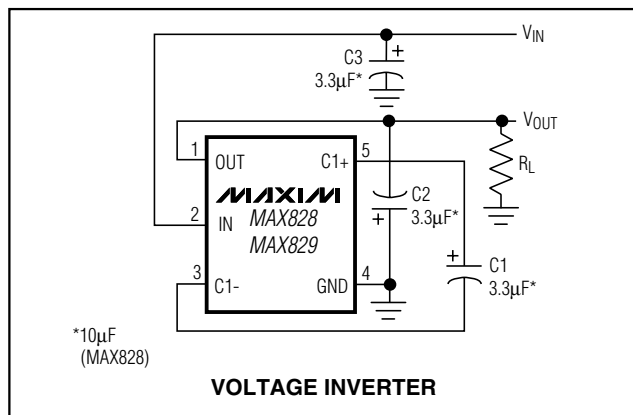 VIN
C3
+
3.3µF*
VOUT
1
OUT
C1+
5
RL
MAXIM
MAX828
MAX829
C2
+
3.3µF*
2
IN
3
C1-
GND
4
+
C1
3.3µF*
*10µF
(MAX828)
VOLTAGE INVERTER